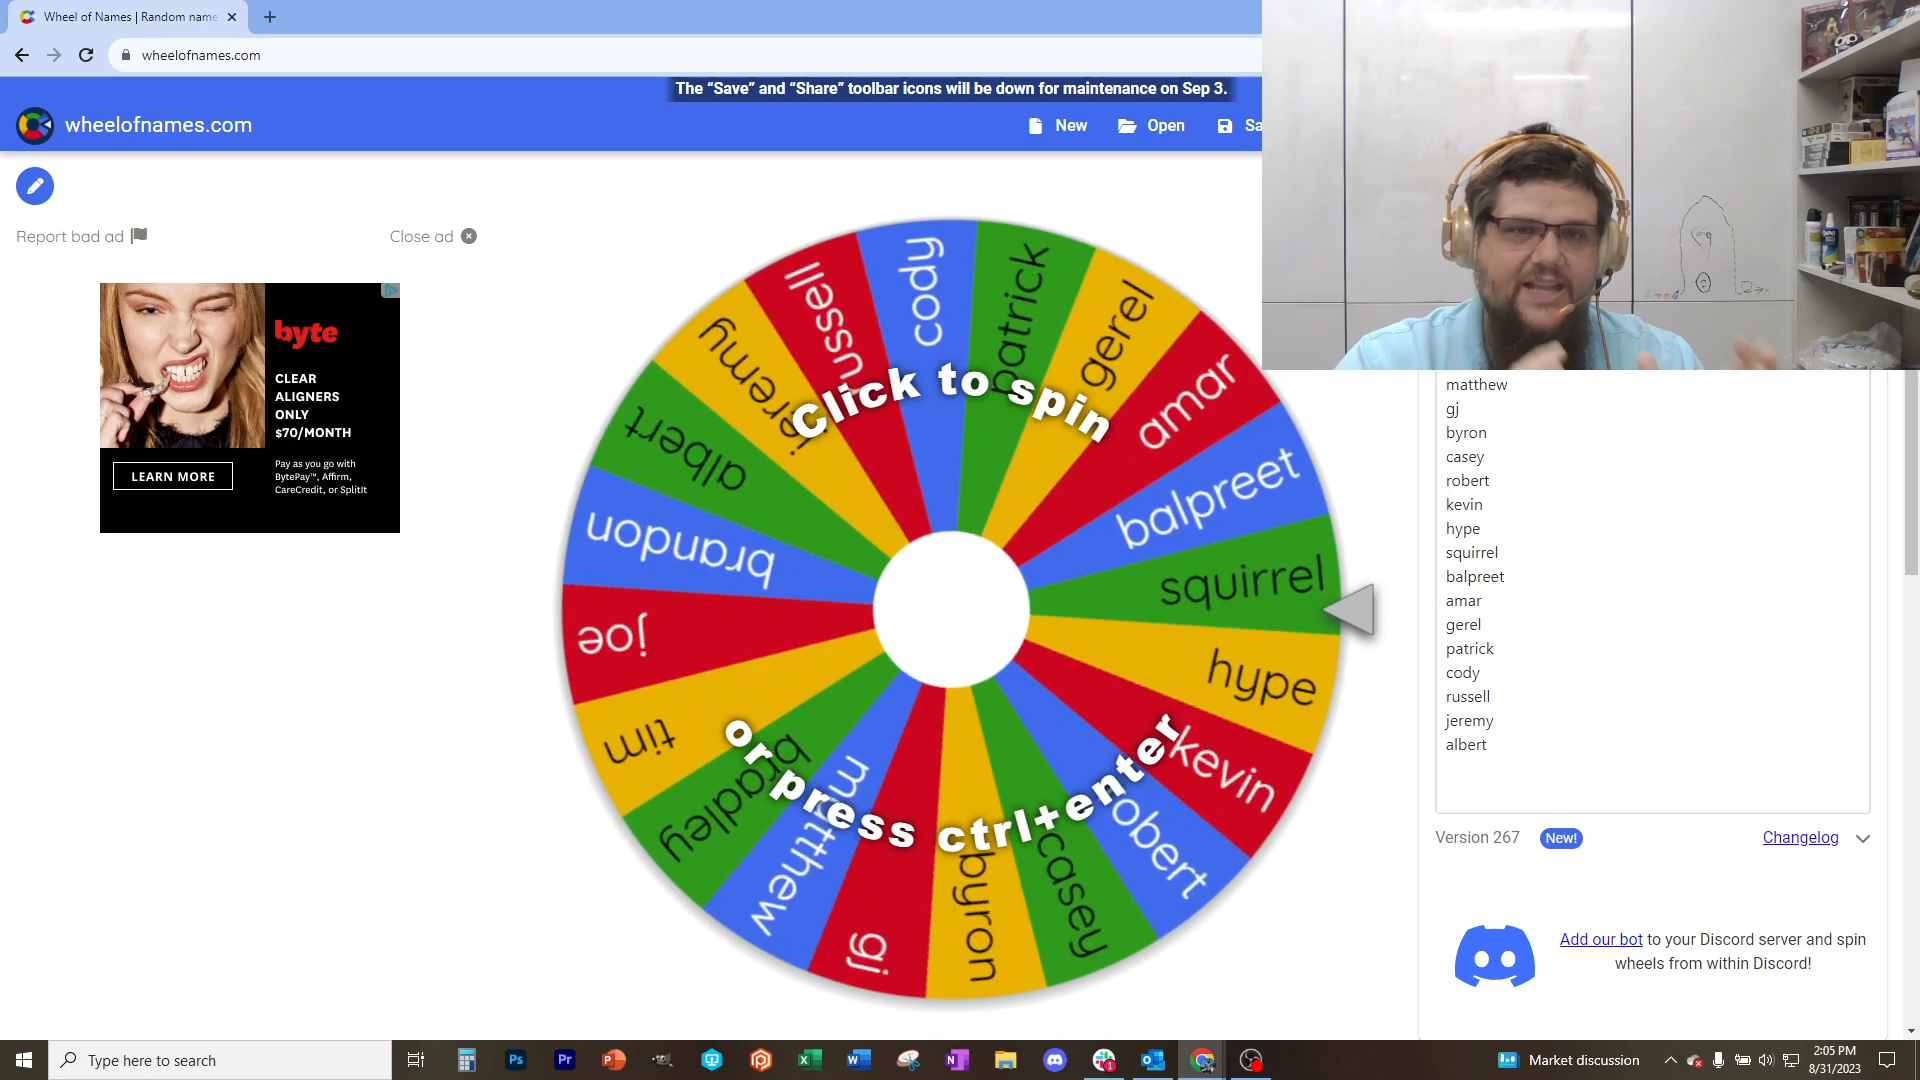 Wheel of Names | Random name
wheelofnames.com
The “Save” and “Share” toolbar icons will be down for maintenance on Sep 3.
wheelofnames.com
New
Open
Sa
Report bad ad
Close ad
byte
CLEAR
ALIGNERS
ONLY
$70/MONTH
LEARN MORE
Pay as you go with
BytePay™, Affirm,
CareCredit, or SplitIt
Click to spin
or press ctrl+enter
cody
patrick
gerel
amar
balpreet
squirrel
hype
kevin
robert
casey
byron
gj
matthew
bradley
tim
joe
brandon
albert
jeremy
russell
matthew
gj
byron
casey
robert
kevin
hype
squirrel
balpreet
amar
gerel
patrick
cody
russell
jeremy
albert
Version 267
New!
Changelog
Add our bot to your Discord server and spin
wheels from within Discord!
Type here to search
Ps
Pr
Market discussion
2:05 PM
8/31/2023